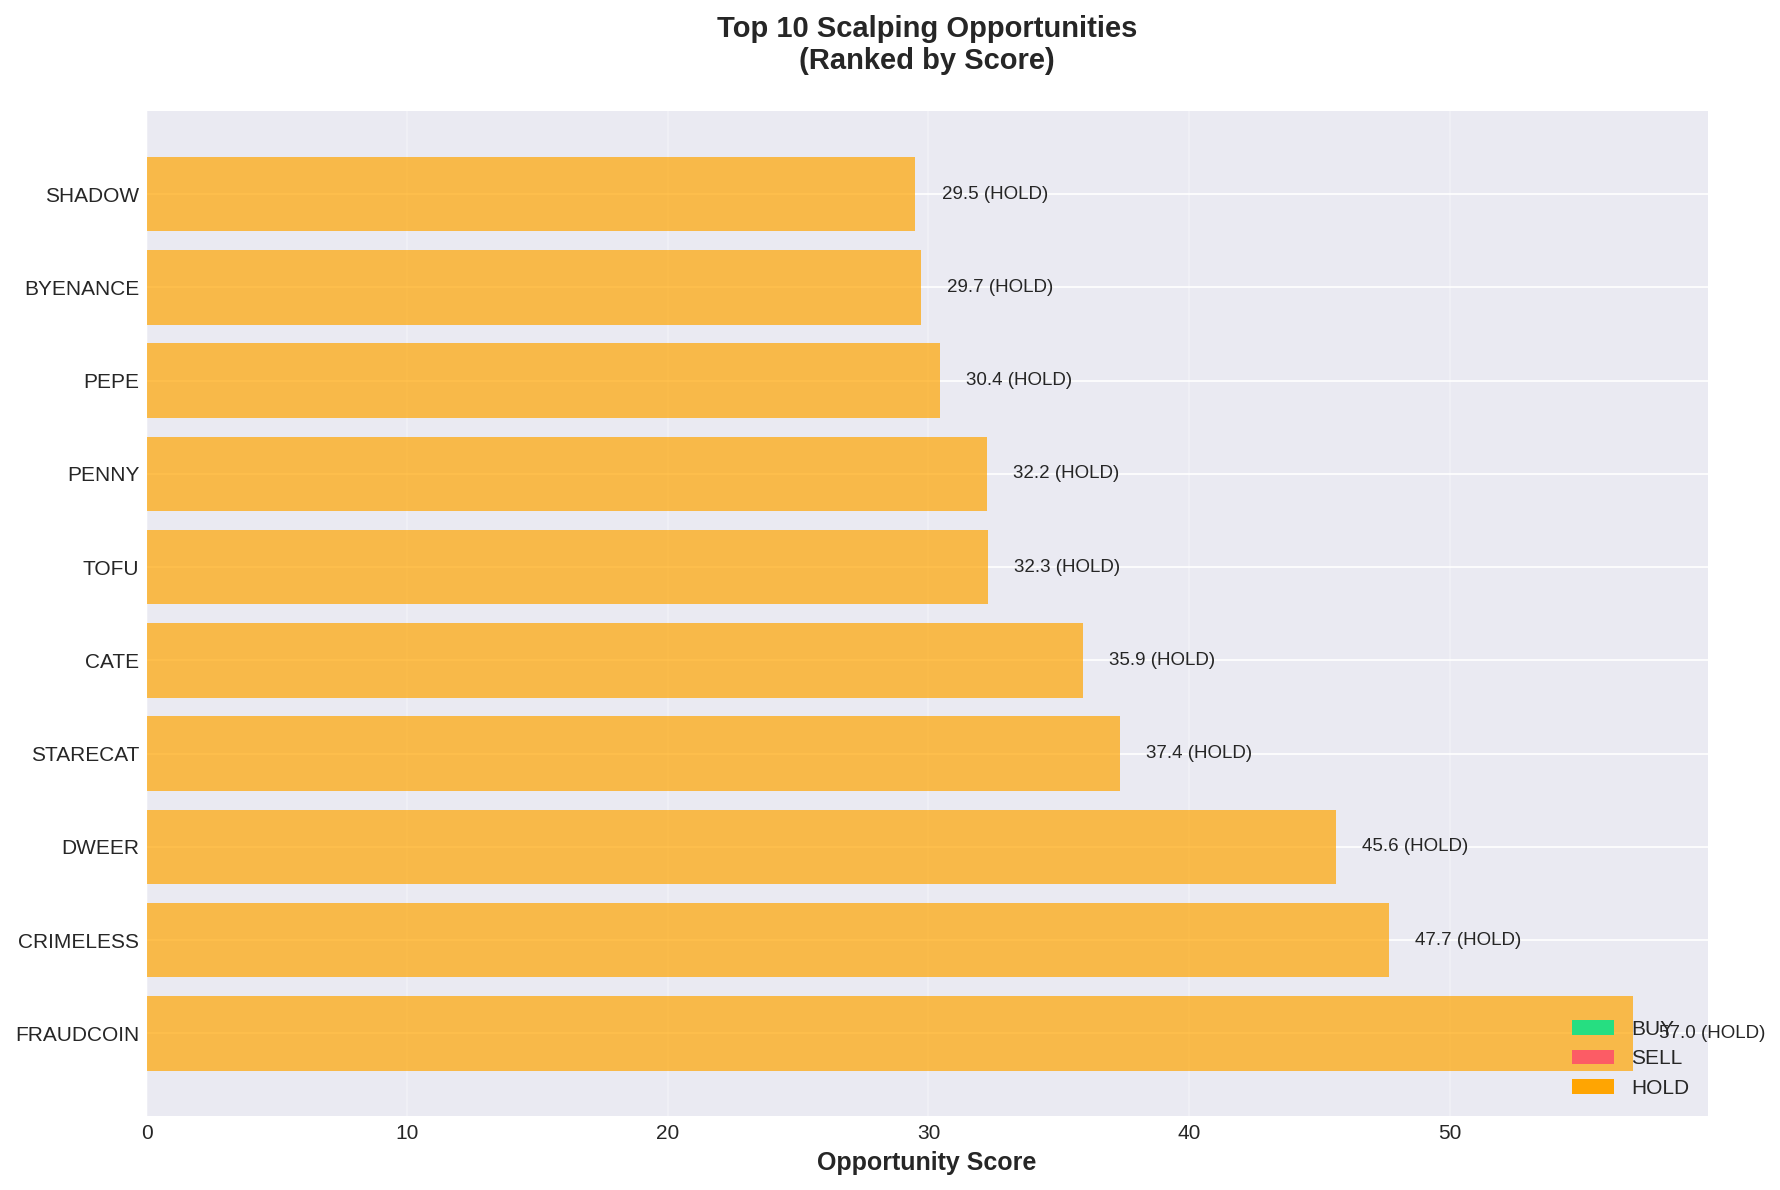 Top 10 Scalping Opportunities
(Ranked by Score)
SHADOW
29.5 (HOLD)
BYENANCE
29.7 (HOLD)
PEPE
30.4 (HOLD)
PENNY
32.2 (HOLD)
TOFU
32.3 (HOLD)
CATE
35.9 (HOLD)
STARECAT
37.4 (HOLD)
DWEER
45.6 (HOLD)
CRIMELESS
47.7 (HOLD)
FRAUDCOIN
57.0 (HOLD)
BUY
SELL
HOLD
0 10 20 30 40 50
Opportunity Score